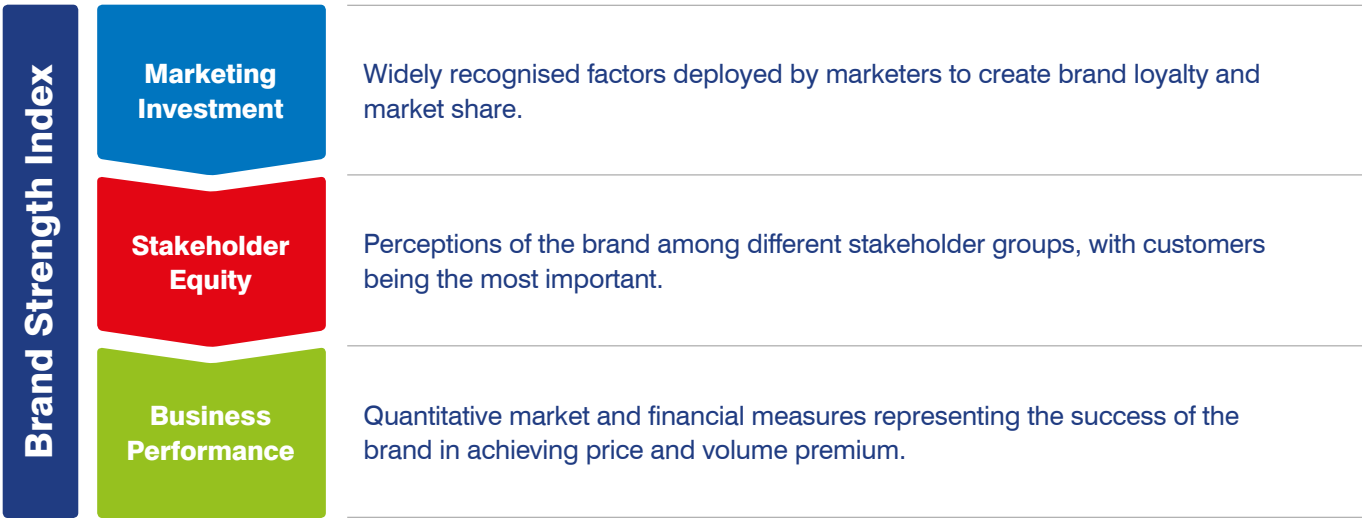 Brand Strength Index
Marketing
Investment
Widely recognised factors deployed by marketers to create brand loyalty and
market share.
Stakeholder
Equity
Perceptions of the brand among different stakeholder groups, with customers
being the most important.
Business
Performance
Quantitative market and financial measures representing the success of the
brand in achieving price and volume premium.